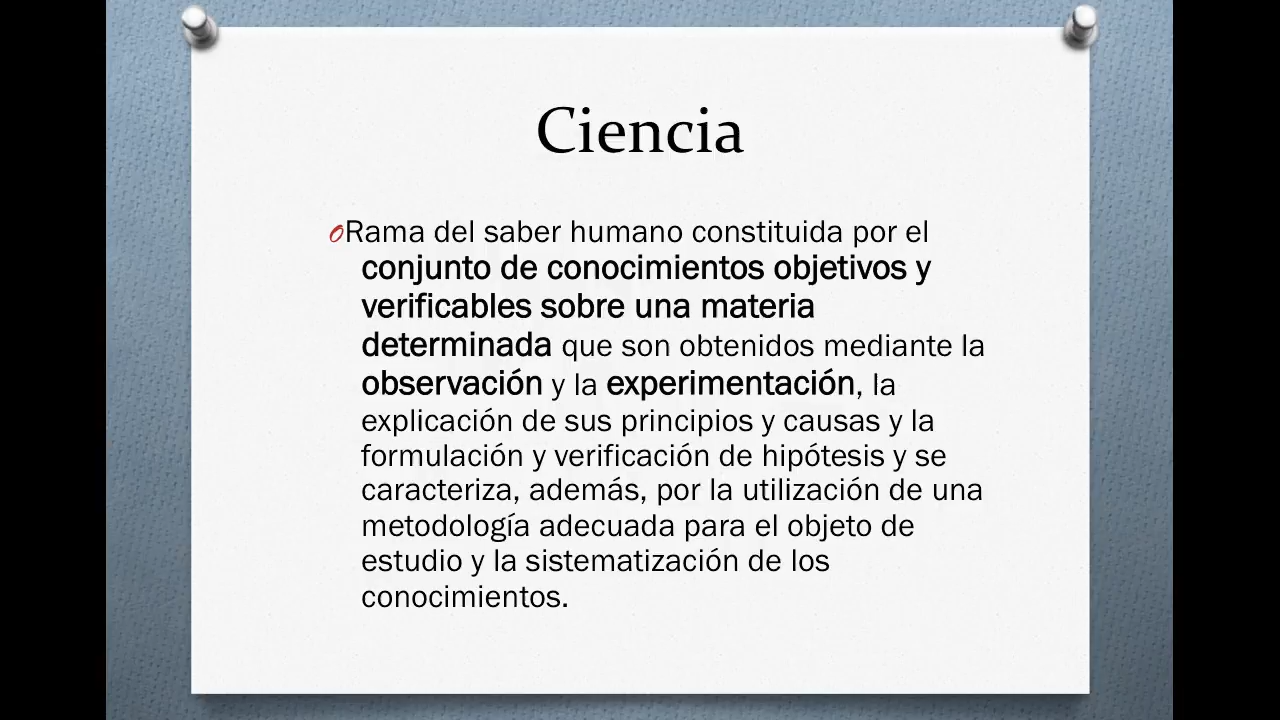 Ciencia
Rama del saber humano constituida por el
conjunto de conocimientos objetivos y
verificables sobre una materia
determinada que son obtenidos mediante la
observación y la experimentación, la
explicación de sus principios y causas y la
formulación y verificación de hipótesis y se
caracteriza, además, por la utilización de una
metodología adecuada para el objeto de
estudio y la sistematización de los
conocimientos.